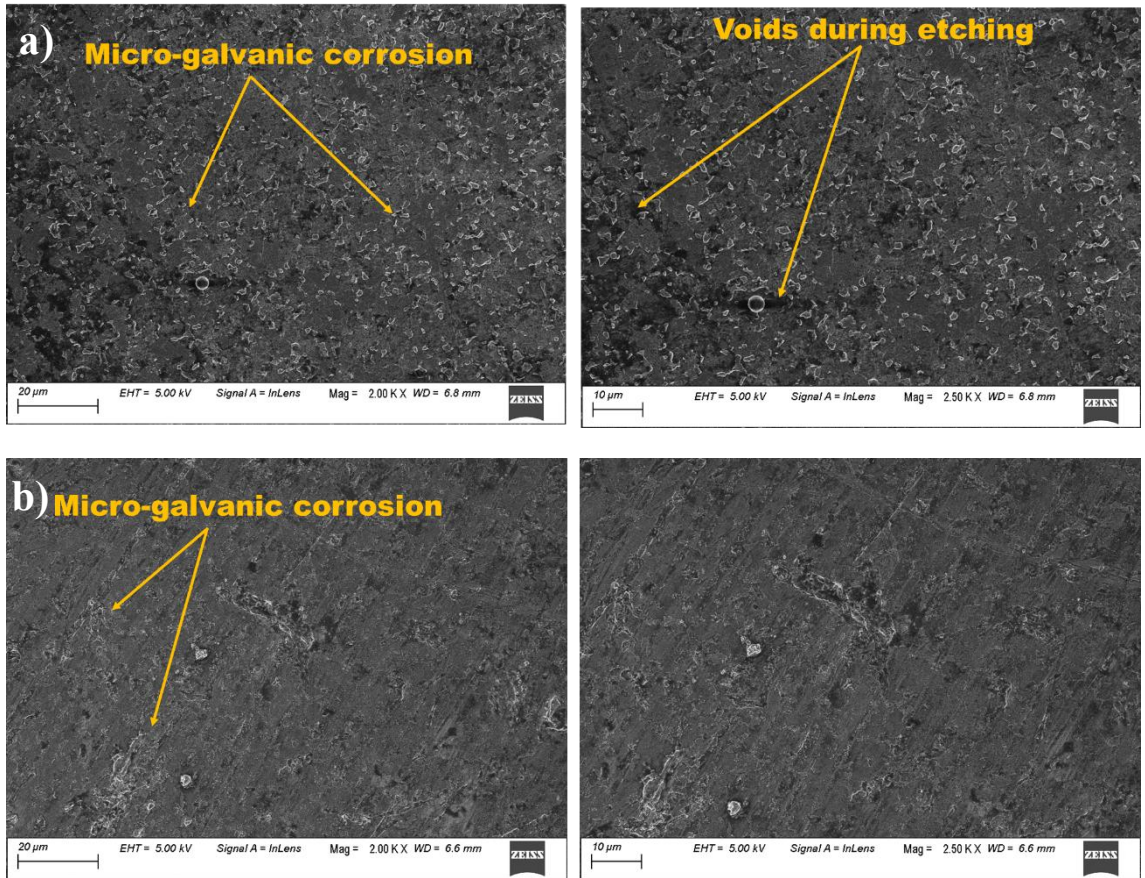 a)
Micro-galvanic corrosion
Voids during etching
20 µm EHT = 5.00 kV Signal A = InLens Mag = 2.00 K X WD = 6.8 mm ZEISS
10 µm EHT = 5.00 kV Signal A = InLens Mag = 2.50 K X WD = 6.8 mm ZEISS
b)
Micro-galvanic corrosion
20 µm EHT = 5.00 kV Signal A = InLens Mag = 2.00 K X WD = 6.6 mm ZEISS
10 µm EHT = 5.00 kV Signal A = InLens Mag = 2.50 K X WD = 6.6 mm ZEISS